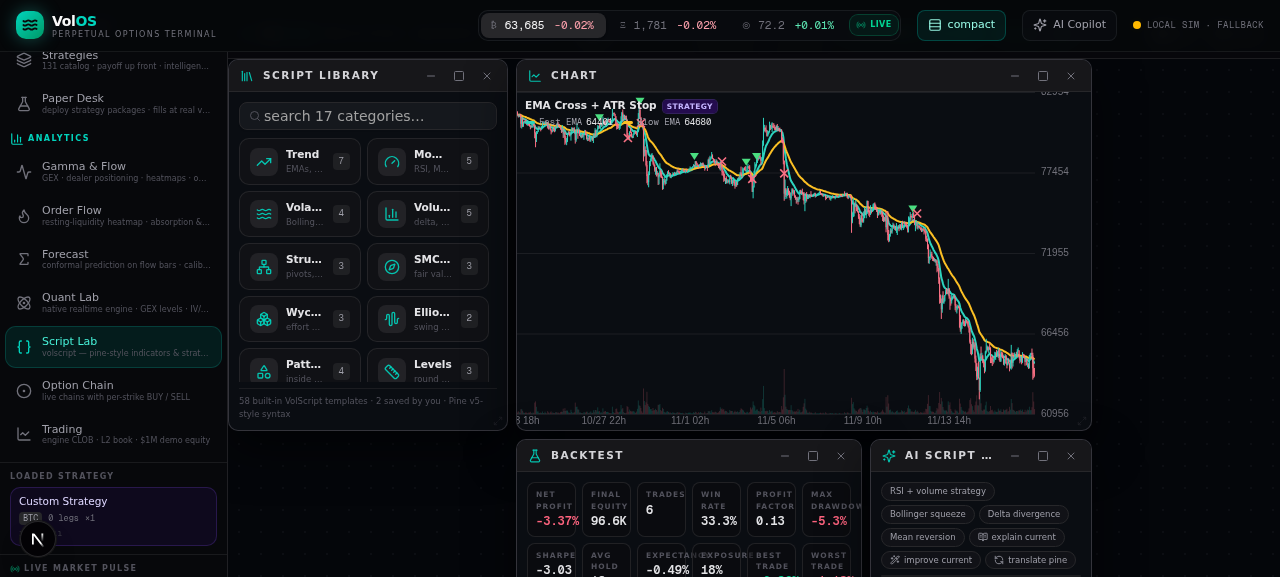 VolOS
PERPETUAL OPTIONS TERMINAL
₿ 63,685 -0.02%
Ξ 1,781 -0.02%
◎ 72.2 +0.01%
LIVE
compact
AI Copilot
LOCAL SIM · FALLBACK
Strategies
131 catalog · payoff up front · intelligen...
Paper Desk
deploy strategy packages · fills at real v...
ANALYTICS
Gamma & Flow
GEX · dealer positioning · heatmaps · o...
Order Flow
resting-liquidity heatmap · absorption &...
Forecast
conformal prediction on flow bars · calib...
Quant Lab
native realtime engine · GEX levels · IV/...
Script Lab
volscript — pine-style indicators & strat...
Option Chain
live chains with per-strike BUY / SELL
Trading
engine CLOB · L2 book · $1M demo equity
LOADED STRATEGY
Custom Strategy
BTC 0 legs ×1
N
LIVE MARKET PULSE
SCRIPT LIBRARY
search 17 categories...
Trend 7
EMAs, ...
Mo... 5
RSI, M...
Vola... 4
Bolling...
Volu... 5
delta, ...
Stru... 3
pivots,...
SMC... 3
fair val...
Wyc... 3
effort ...
Ellio... 2
swing ...
Patt... 4
inside ...
Levels 3
round ...
58 built-in VolScript templates · 2 saved by you · Pine v5-
style syntax
CHART
EMA Cross + ATR Stop STRATEGY
Fast EMA 64401 Slow EMA 64680
82954
77454
71955
66456
60956
18h
10/27 22h
11/1 02h
11/5 06h
11/9 10h
11/13 14h
BACKTEST
NET PROFIT
-3.37%
FINAL EQUITY
96.6K
TRADES
6
WIN RATE
33.3%
PROFIT FACTOR
0.13
MAX DRAWDOW
-5.3%
SHARPE
-3.03
AVG HOLD
EXPECTANC
-0.49%
EXPOSURE
18%
BEST TRADE
WORST TRADE
AI SCRIPT ...
RSI + volume strategy
Bollinger squeeze
Delta divergence
Mean reversion
explain current
improve current
translate pine